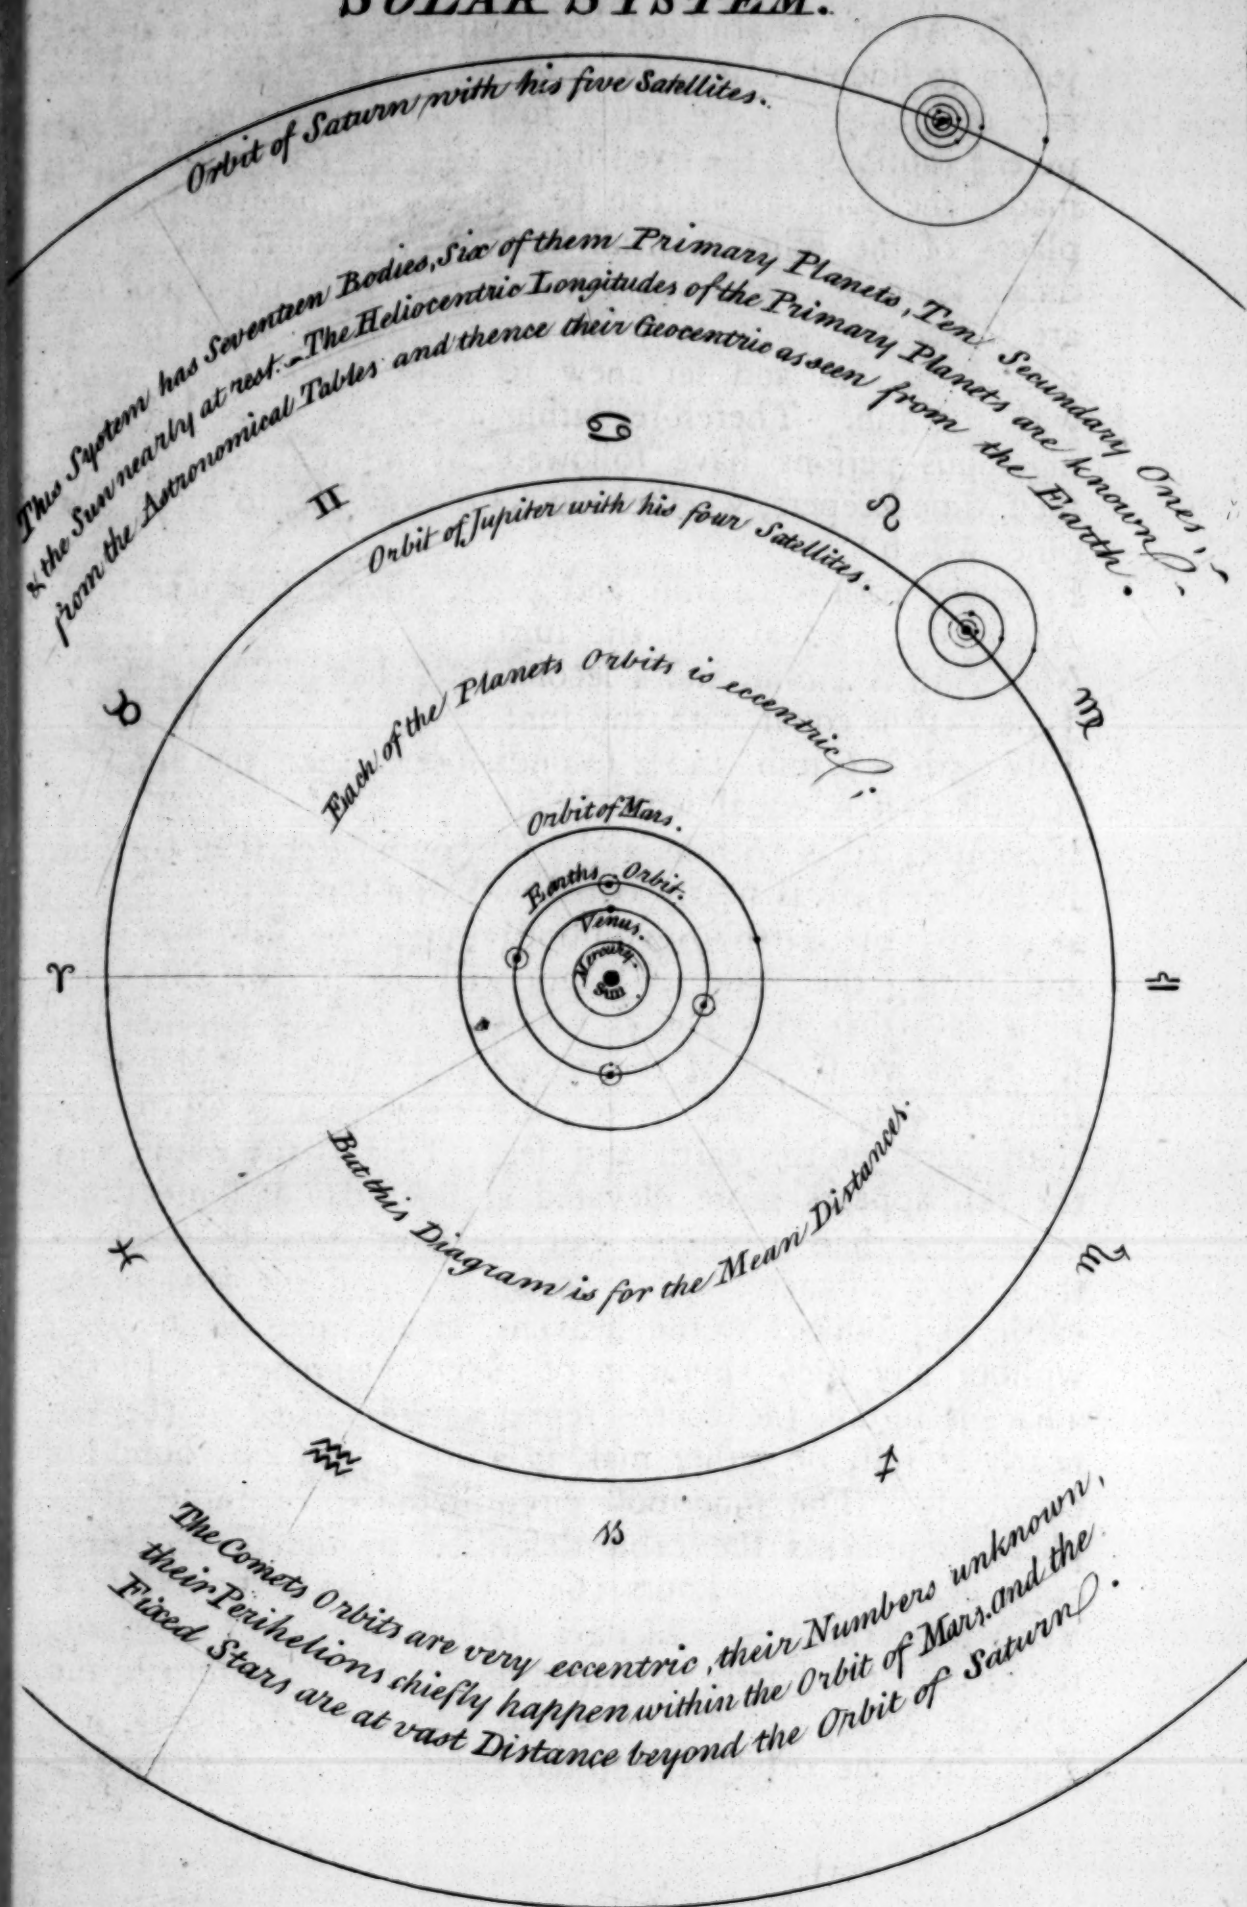 SOLAR SYSTEM.
Orbit of Saturn with his five Satellites.
This System has Seventeen Bodies, Six of them Primary Planets, Ten Secundary Ones,
& the Sun nearly at rest. The Heliocentric Longitudes of the Primary Planets are known
from the Astronomical Tables and thence their Geocentric as seen from the Earth.
♋
♊
♌
Orbit of Jupiter with his four Satellites.
♉
♍
Each of the Planets Orbits is eccentric;
Orbit of Mars.
Earths Orbit.
Venus.
Mercury.
Sun
♈
♎
But this Diagram is for the Mean Distances.
♓
♏
♒
♐
♑
The Comets Orbits are very eccentric, their Numbers unknown,
their Perihelions chiefly happen within the Orbit of Mars. and the
Fixed Stars are at vast Distance beyond the Orbit of Saturn.